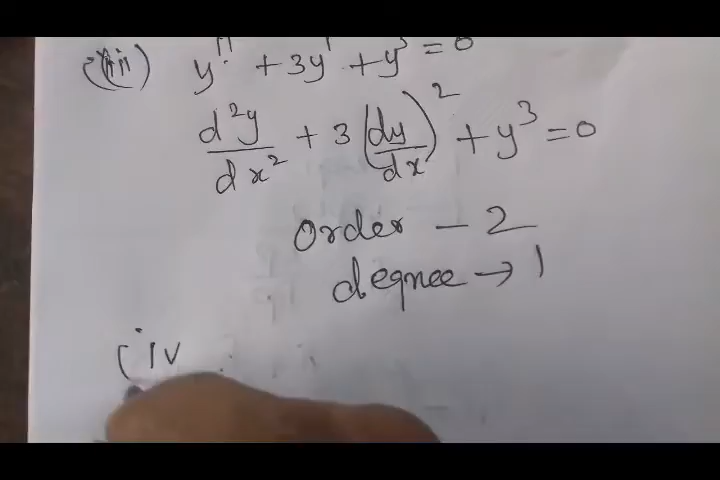 (iii) y'' + 3y' + y³ = 0
d²y/dx² + 3(dy/dx)² + y³ = 0
order - 2
degree → 1
(iv